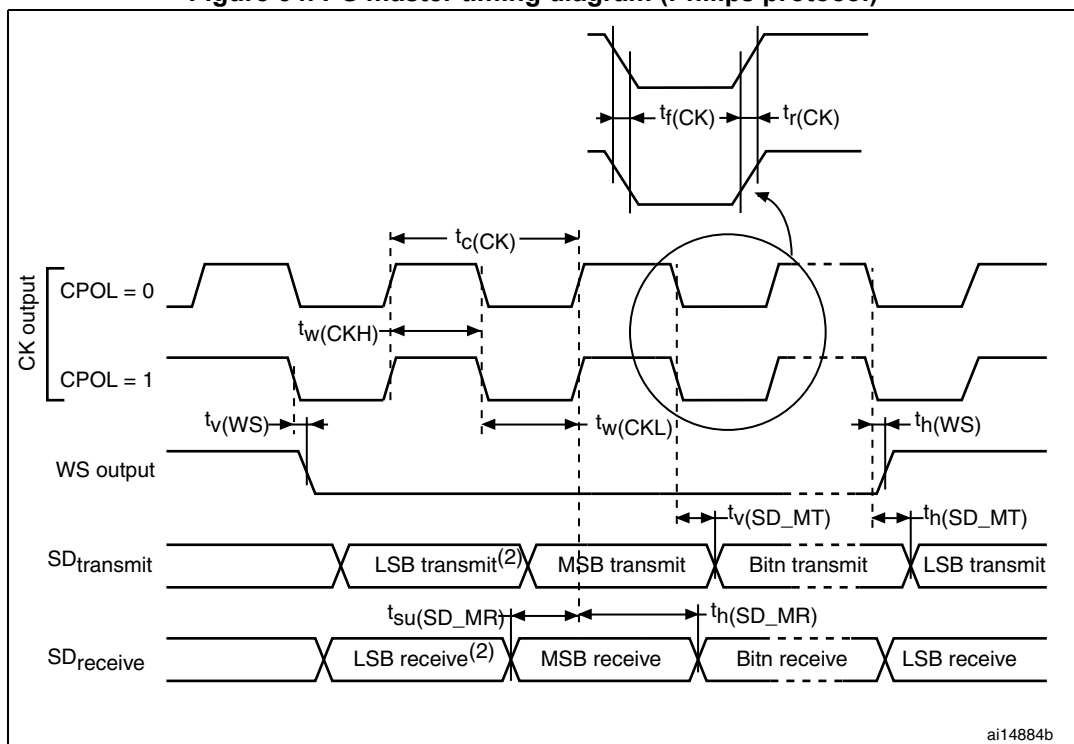 tf(CK)
tr(CK)
tc(CK)
CK output
CPOL = 0
tw(CKH)
CPOL = 1
tv(WS)
tw(CKL)
th(WS)
WS output
tv(SD_MT)
th(SD_MT)
SDtransmit
LSB transmit(2)
MSB transmit
Bitn transmit
LSB transmit
tsu(SD_MR)
th(SD_MR)
SDreceive
LSB receive(2)
MSB receive
Bitn receive
LSB receive
ai14884b